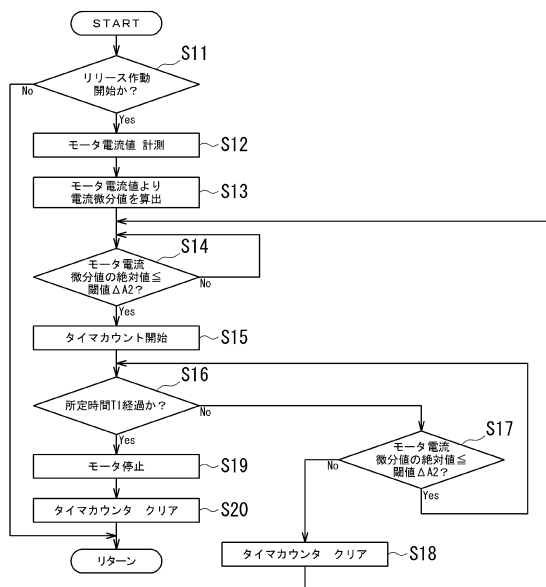 START
S11
リリース作動
開始か?
No
Yes
モータ電流値 計測
S12
モータ電流値より
電流微分値を算出
S13
S14
モータ電流
微分値の絶対値≦
閾値ΔA2?
No
Yes
タイマカウント開始
S15
S16
所定時間T1経過か?
No
Yes
S17
モータ電流
微分値の絶対値≦
閾値ΔA2?
No
Yes
モータ停止
S19
タイマカウンタ クリア
S20
タイマカウンタ クリア
S18
リターン